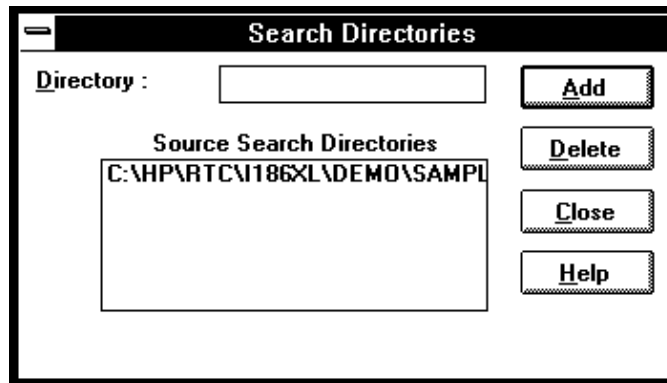 Search Directories
Directory :
Add
Source Search Directories
Delete
C:\HP\RTC\I186XL\DEMO\SAMPL
Close
Help